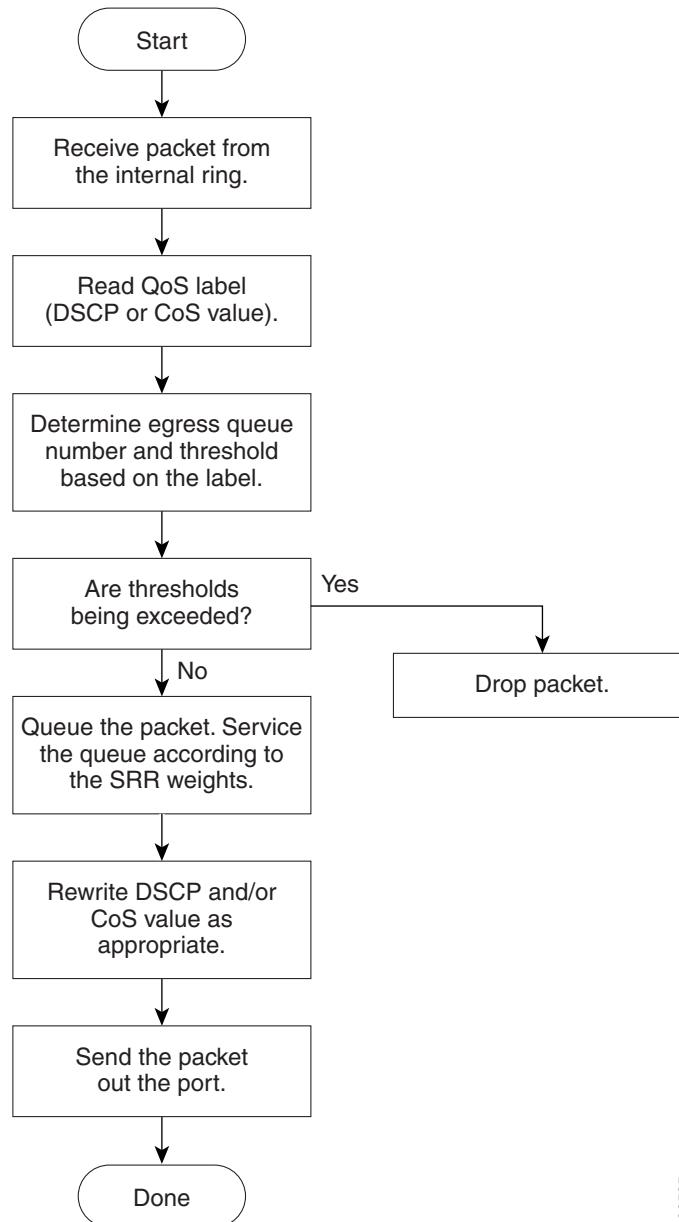 Start
Receive packet from
the internal ring.
Read QoS label
(DSCP or CoS value).
Determine egress queue
number and threshold
based on the label.
Are thresholds
being exceeded?
Yes
Drop packet.
No
Queue the packet. Service
the queue according to
the SRR weights.
Rewrite DSCP and/or
CoS value as
appropriate.
Send the packet
out the port.
Done